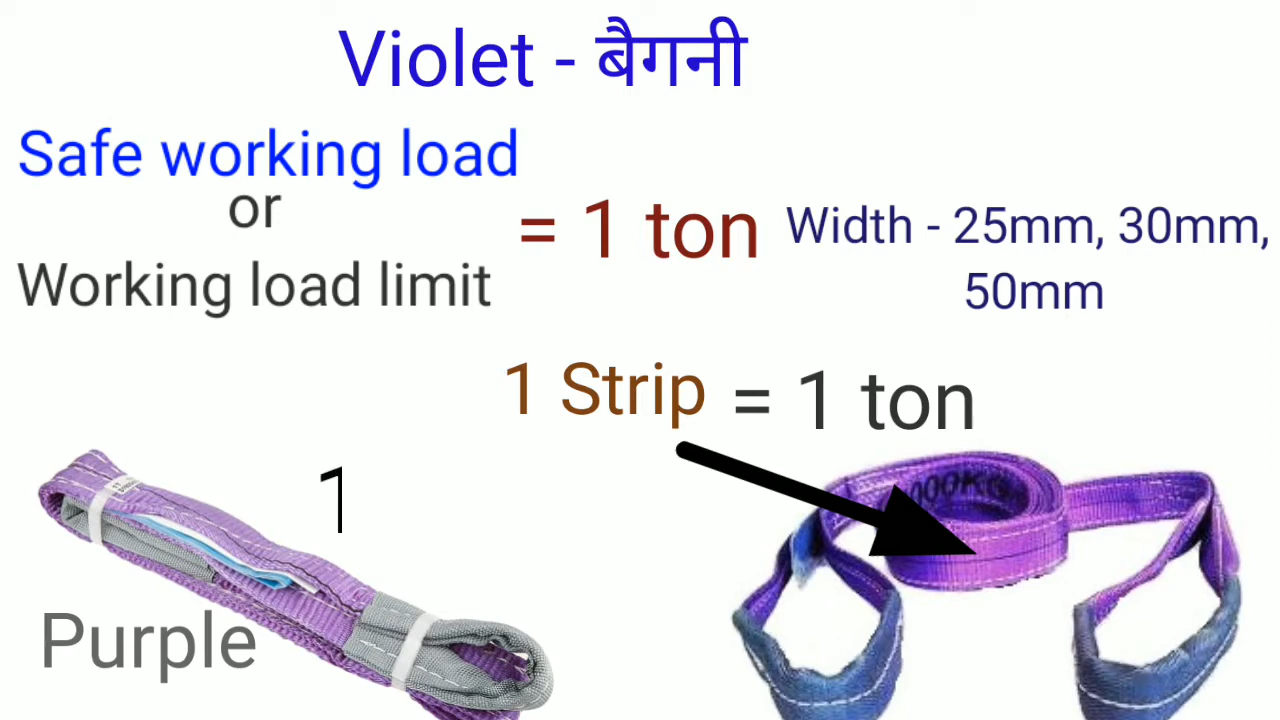 Violet - बैगनी
Safe working load
or
Working load limit
= 1 ton
Width - 25mm, 30mm,
50mm
1 Strip = 1 ton
1
Purple